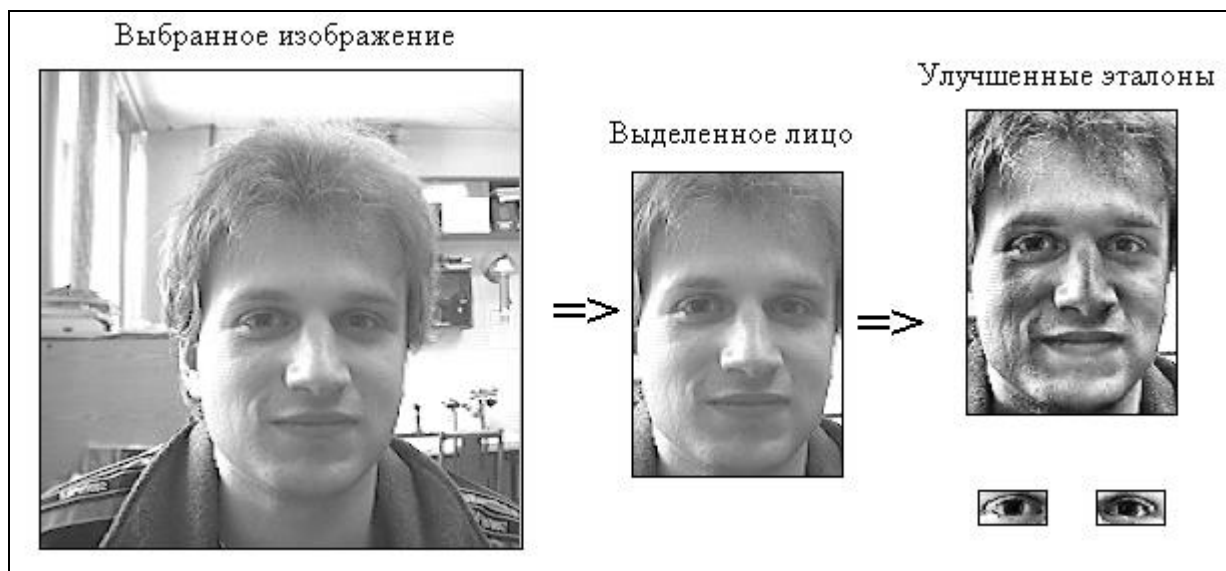 Выбранное изображение
Улучшенные эталоны
Выделенное лицо
=>
=>